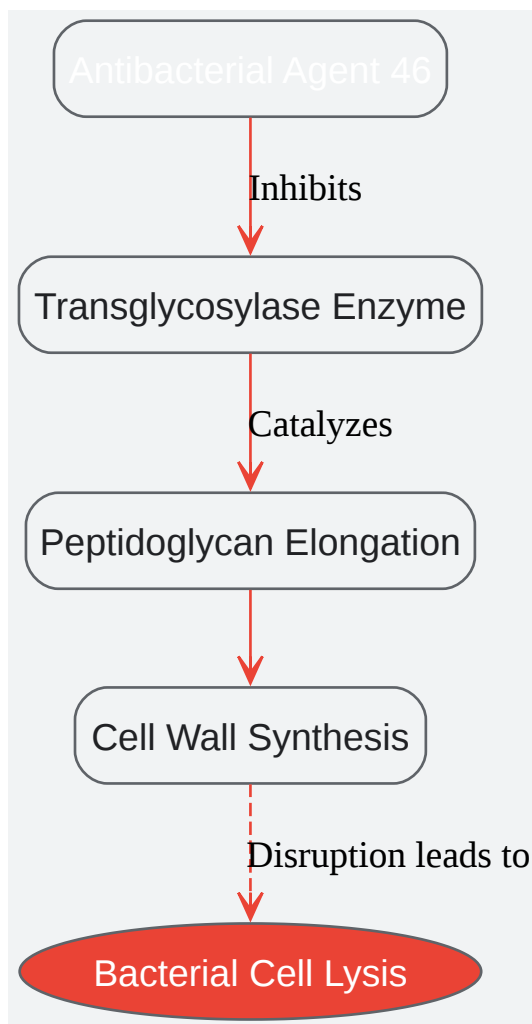 Antibacterial Agent 46
Inhibits
Transglycosylase Enzyme
Catalyzes
Peptidoglycan Elongation
Cell Wall Synthesis
Disruption leads to
Bacterial Cell Lysis